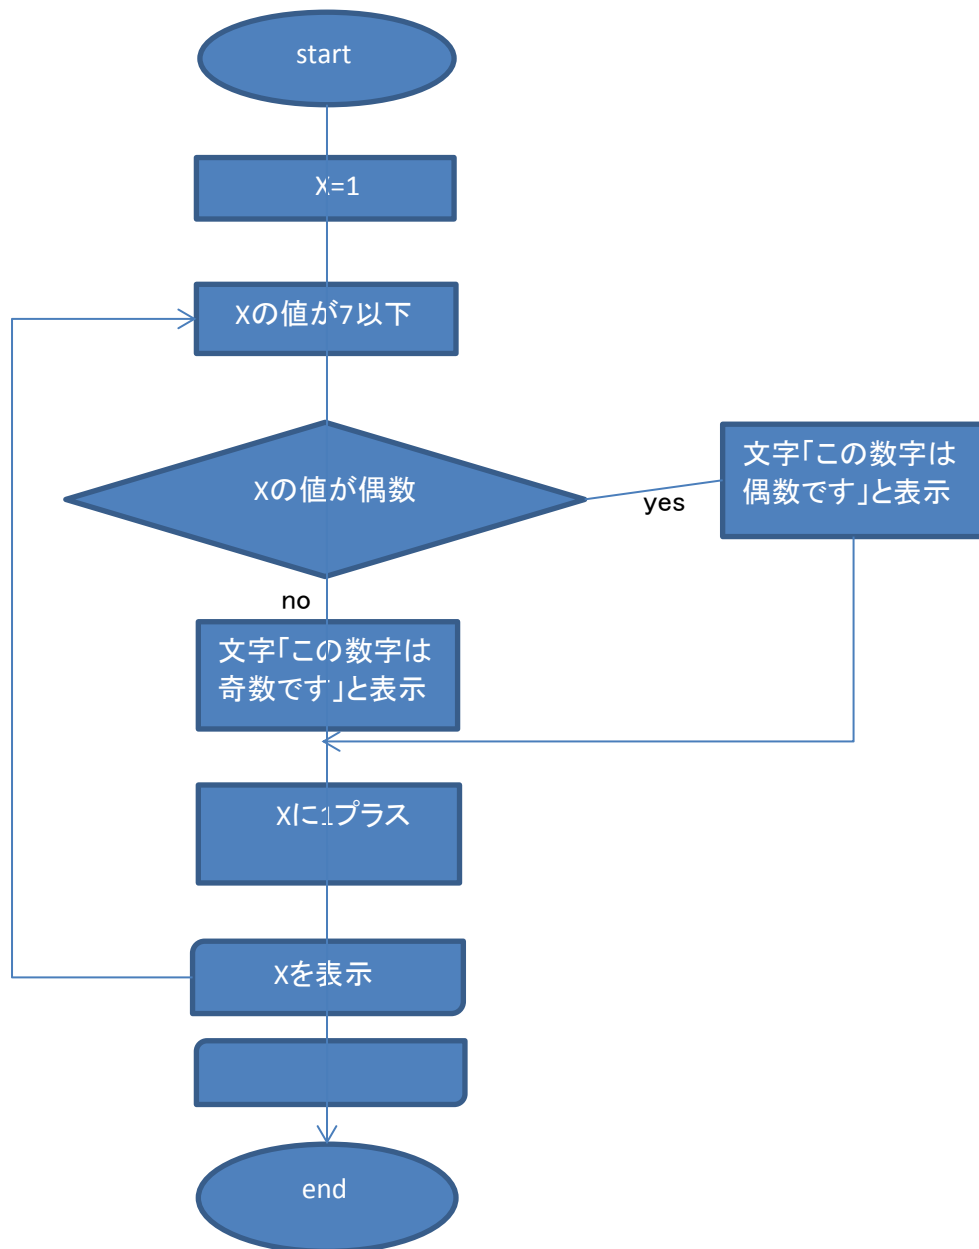 start
X=1
Xの値が7以下
Xの値が偶数
yes
文字「この数字は
偶数です」と表示
no
文字「この数字は
奇数です」と表示
Xに1プラス
Xを表示
end